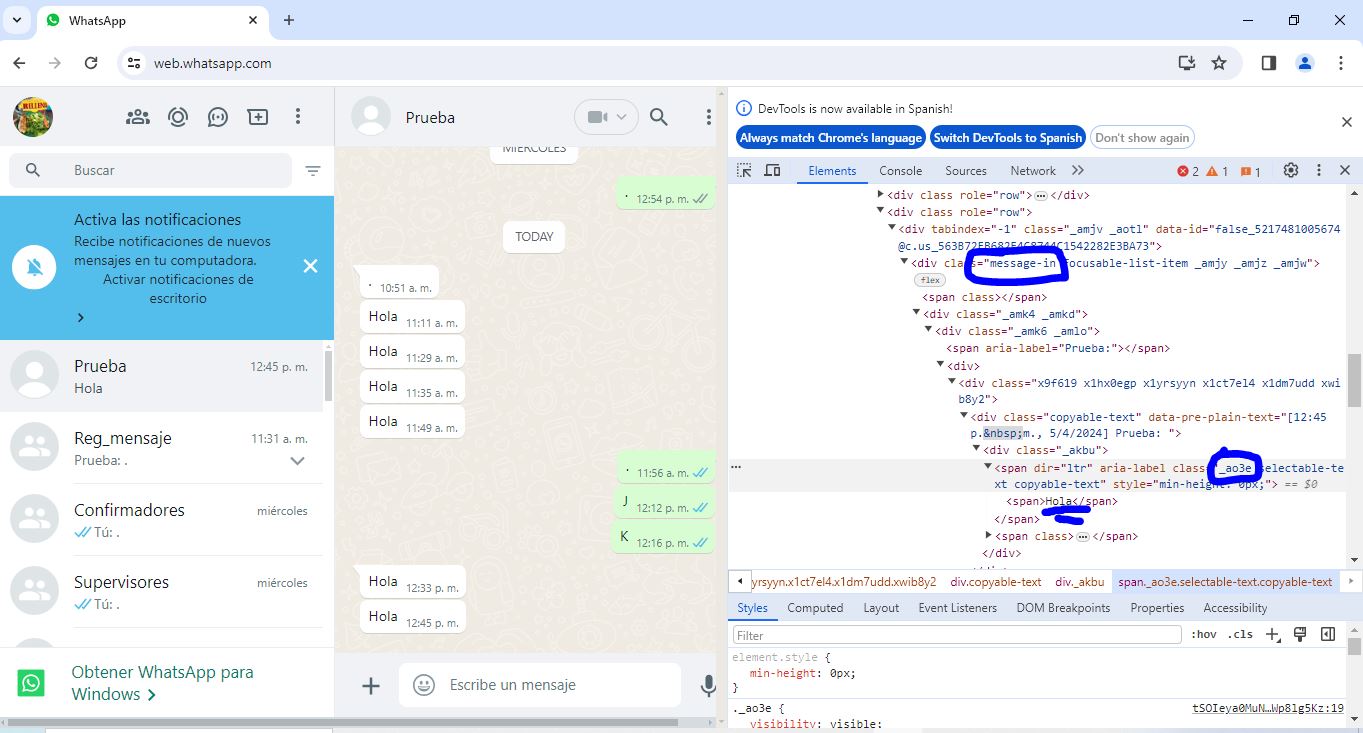 WhatsApp
web.whatsapp.com
Buscar
Activa las notificaciones
Recibe notificaciones de nuevos
mensajes en tu computadora.
Activar notificaciones de
escritorio
Prueba 12:45 p. m.
Hola
Reg_mensaje 11:31 a. m.
Prueba: .
Confirmadores miércoles
Tú: .
Supervisores miércoles
Tú: .
Obtener WhatsApp para
Windows
Prueba
MIÉRCOLES
. 12:54 p. m.
TODAY
. 10:51 a. m.
Hola 11:11 a. m.
Hola 11:29 a. m.
Hola 11:35 a. m.
Hola 11:49 a. m.
. 11:56 a. m.
J 12:12 p. m.
K 12:16 p. m.
Hola 12:33 p. m.
Hola 12:45 p. m.
Escribe un mensaje
DevTools is now available in Spanish!
Always match Chrome's language Switch DevTools to Spanish Don't show again
Elements Console Sources Network 2 1 1
<div class role="row"> ⋯ </div>
<div class role="row">
<div tabindex="-1" class="_amjv _aotl" data-id="false_5217481005674
@c.us_563B72EB682F4C8744C1542282E3BA73">
<div class="message-in focusable-list-item _amjy _amjz _amjw">
flex
<span class></span>
<div class="_amk4 _amkd">
<div class="_amk6 _amlo">
<span aria-label="Prueba:"></span>
<div>
<div class="x9f619 x1hx0egp x1yrsyyn x1ct7el4 x1dm7udd xwi
b8y2">
<div class="copyable-text" data-pre-plain-text="[12:45
p.&nbsp;m., 5/4/2024] Prueba: ">
<div class="_akbu">
<span dir="ltr" aria-label class="_ao3e selectable-te
xt copyable-text" style="min-height: 0px;"> == $0
<span>Hola</span>
</span>
<span class> ⋯ </span>
</div>
yrsyyn.x1ct7el4.x1dm7udd.xwib8y2 div.copyable-text div._akbu span._ao3e.selectable-text.copyable-text
Styles Computed Layout Event Listeners DOM Breakpoints Properties Accessibility
Filter :hov .cls
element.style {
min-height: 0px;
}
._ao3e { tSOIeya0MuN…Wp8lg5Kz:19
visibility: visible;